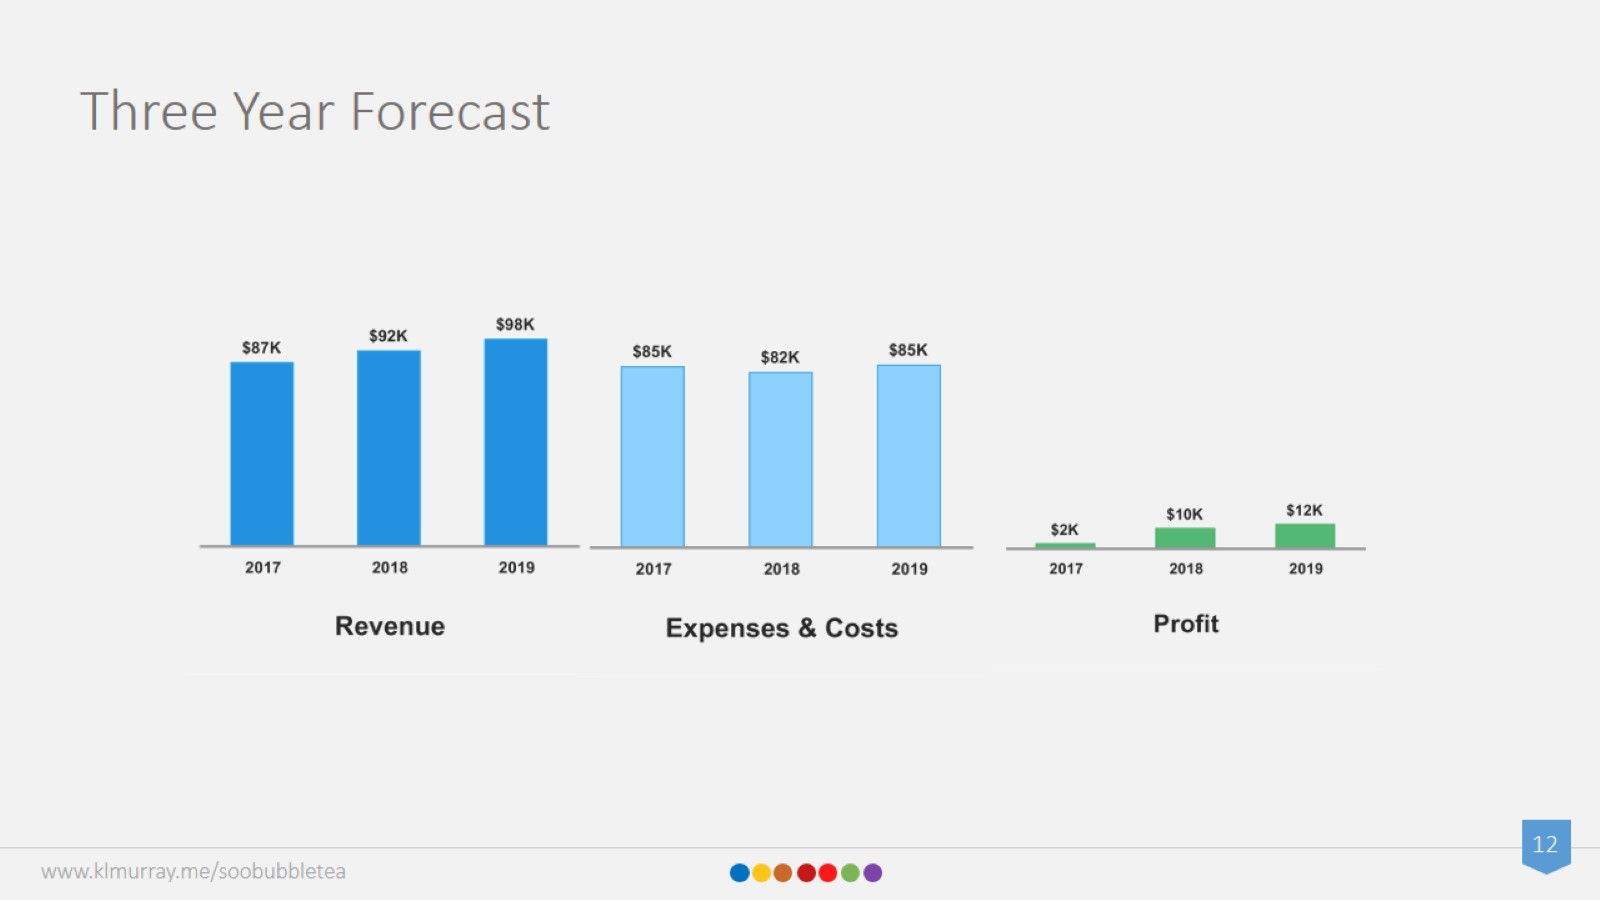 Three Year Forecast
$87K $92K $98K
2017 2018 2019
Revenue
$85K $82K $85K
2017 2018 2019
Expenses & Costs
$2K $10K $12K
2017 2018 2019
Profit
www.klmurray.me/soobubbletea
12